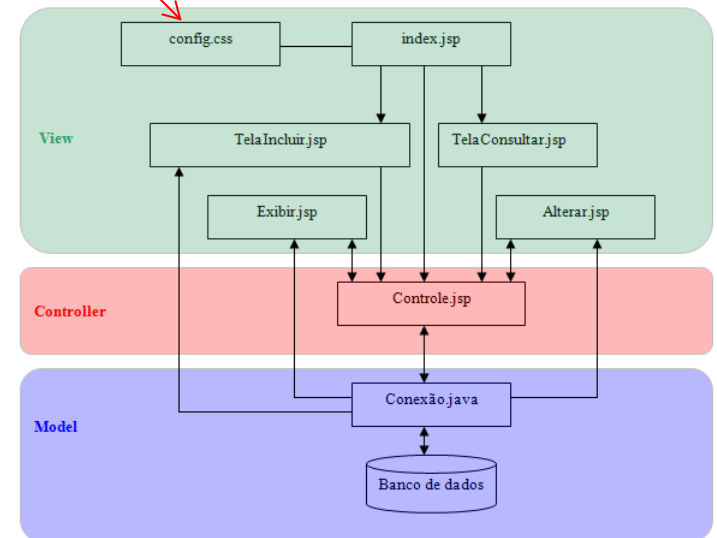 config.css
index.jsp
View
TelaIncluir.jsp
TelaConsultar.jsp
Exibir.jsp
Alterar.jsp
Controller
Controle.jsp
Model
Conexão.java
Banco de dados